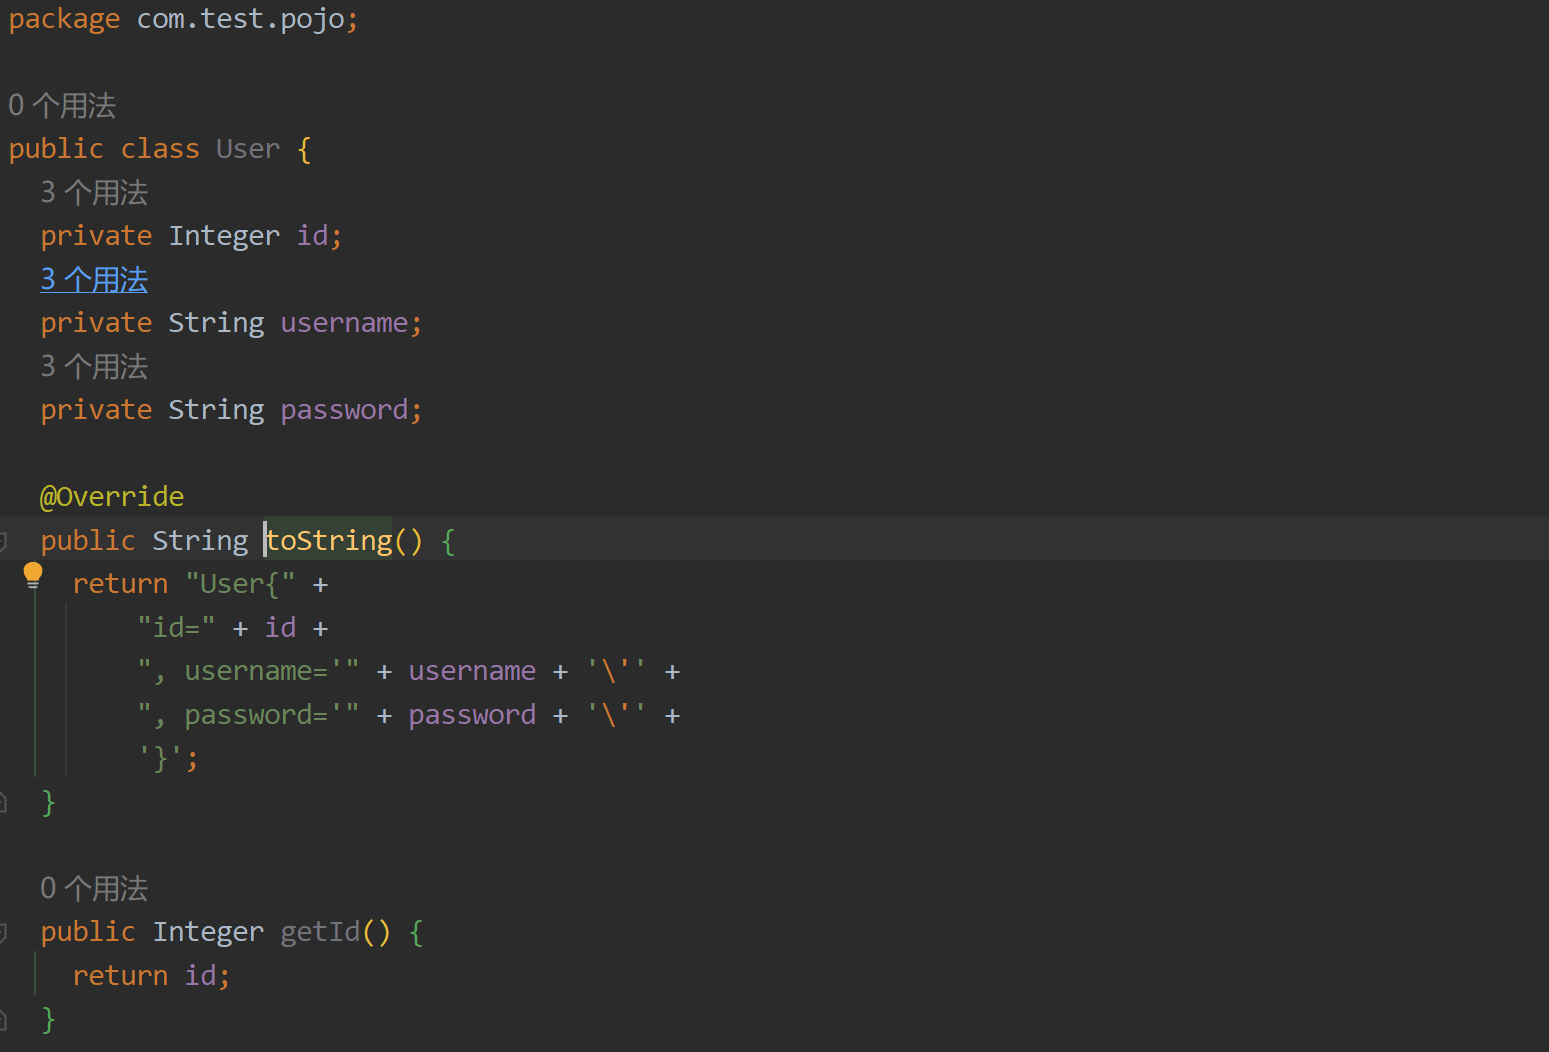 package com.test.pojo;
0 个用法
public class User {
3 个用法
private Integer id;
3 个用法
private String username;
3 个用法
private String password;
@Override
public String toString() {
return "User{" +
"id=" + id +
", username='" + username + '\'' +
", password='" + password + '\'' +
'}';
}
0 个用法
public Integer getId() {
return id;
}